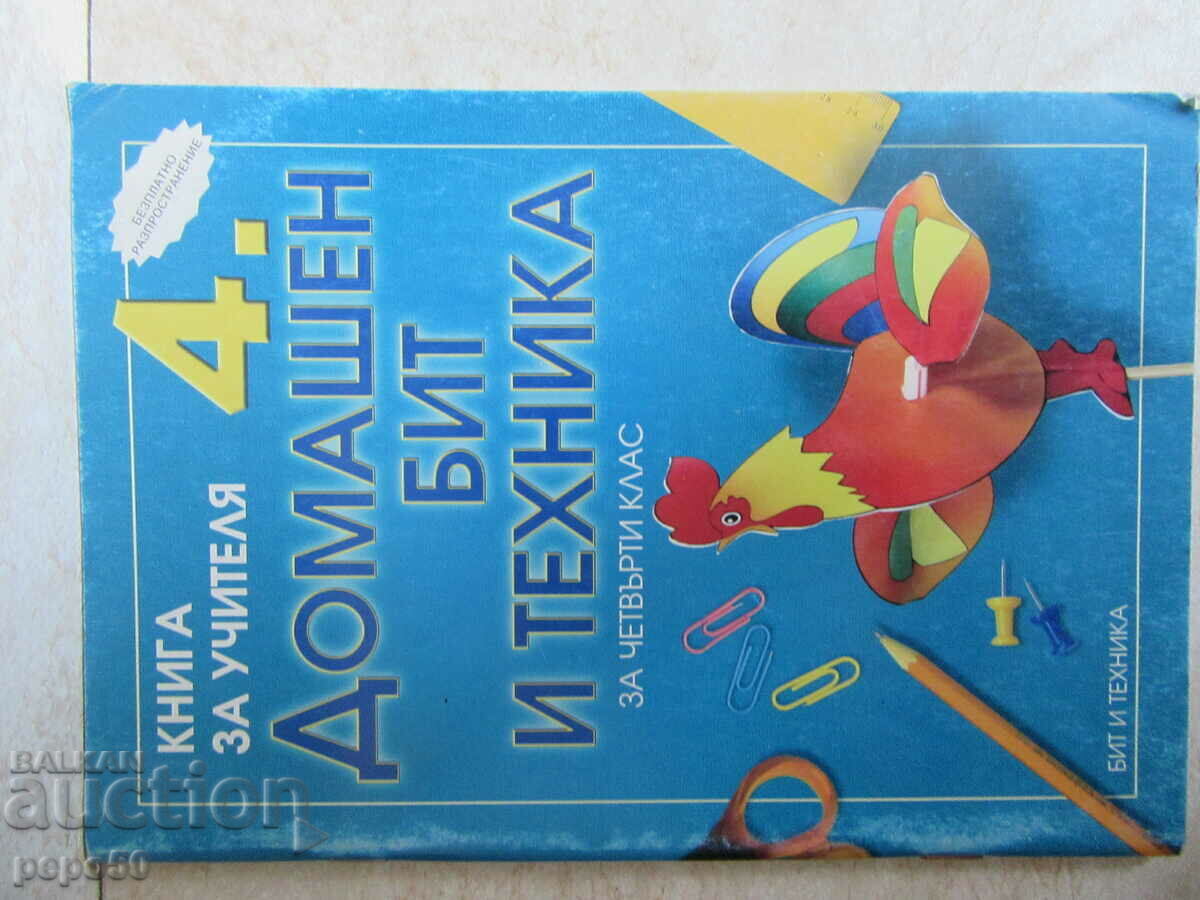 КНИГА
ЗА УЧИТЕЛЯ
4.
БЕЗПЛАТНО
РАЗПРОСТРАНЕНИЕ
ДОМАШЕН
БИТ
И ТЕХНИКА
ЗА ЧЕТВЪРТИ КЛАС
БИТ И ТЕХНИКА
BALKAN
auction
pepo50